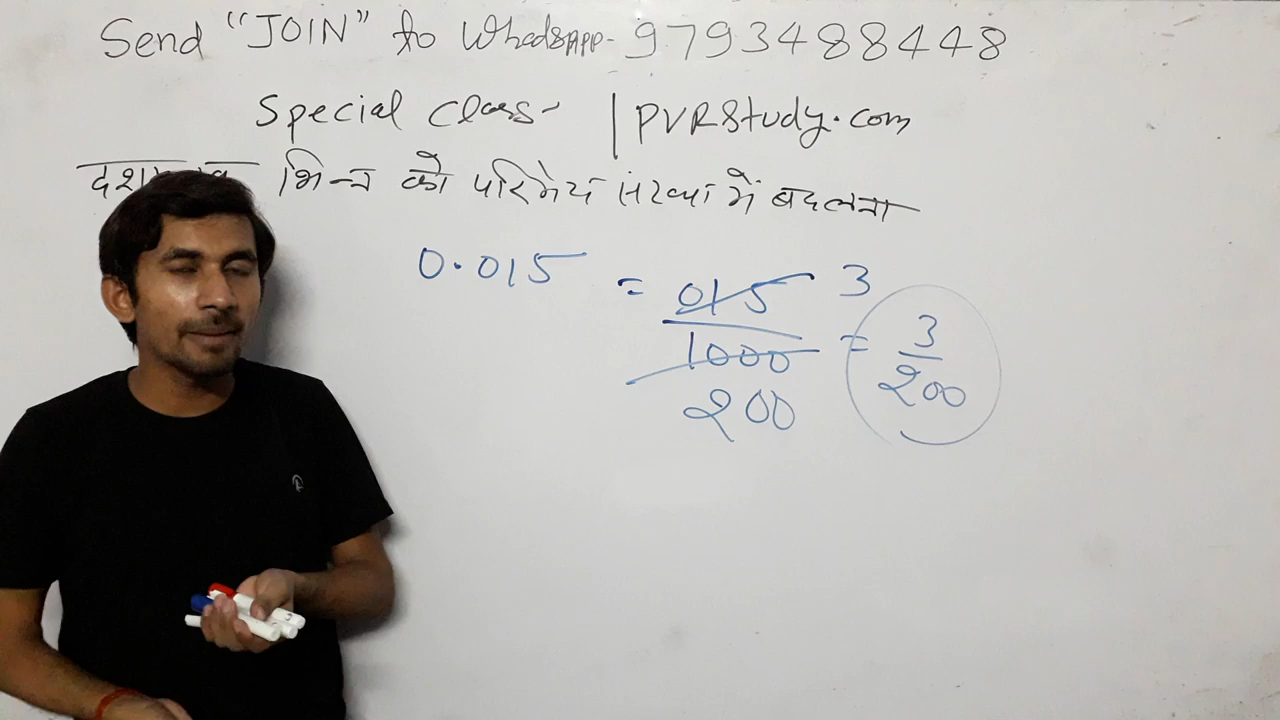 Send "JOIN" to WhatsApp- 9793488448
Special class- | PVRStudy.com
भिन्न को परिमेय संख्या में बदलना
0.015 = 015/1000 = 3/200
3
200